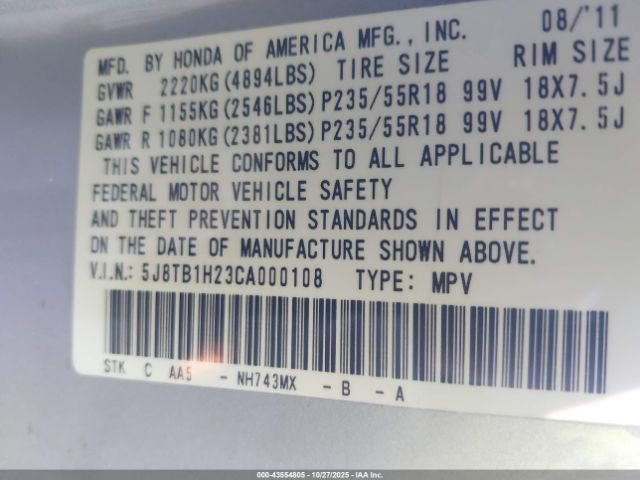 MFD. BY HONDA OF AMERICA MFG., INC. 08/'11
GVWR 2220KG(4894LBS) TIRE SIZE RIM SIZE
GAWR F 1155KG(2546LBS) P235/55R18 99V 18X7.5J
GAWR R 1080KG(2381LBS) P235/55R18 99V 18X7.5J
THIS VEHICLE CONFORMS TO ALL APPLICABLE
FEDERAL MOTOR VEHICLE SAFETY
AND THEFT PREVENTION STANDARDS IN EFFECT
ON THE DATE OF MANUFACTURE SHOWN ABOVE.
V.I.N.: 5J8TB1H23CA000108 TYPE: MPV
STK C AA5 - NH743MX - B - A
000-43554805 - 10/27/2025 - IAA Inc.